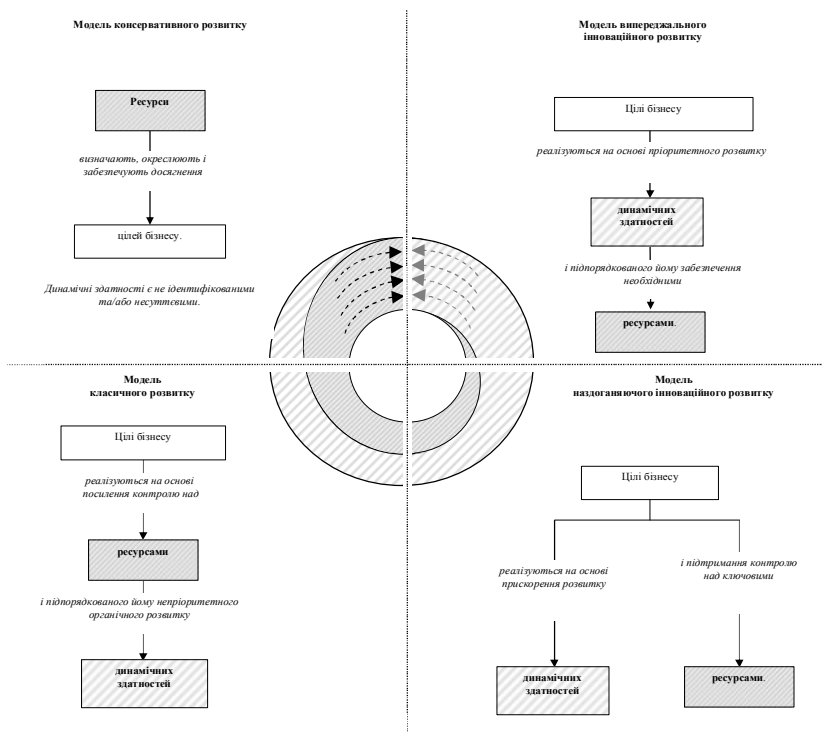 Модель консервативного розвитку
Ресурси
визначають, окреслюють і
забезпечують досягнення
цілей бізнесу.
Динамічні здатності є не ідентифікованими
та/або несуттєвими.
Модель випереджального
інноваційного розвитку
Цілі бізнесу
реалізуються на основі пріоритетного розвитку
динамічних
здатностей
і підпорядкованого йому забезпечення
необхідними
ресурсами.
Модель
класичного розвитку
Цілі бізнесу
реалізуються на основі
посилення контролю над
ресурсами
і підпорядкованого йому непріоритетного
органічного розвитку
динамічних
здатностей
Модель
наздоганяючого інноваційного розвитку
Цілі бізнесу
реалізуються на основі
прискорення розвитку
динамічних
здатностей
і підтримання контролю
над ключовими
ресурсами.